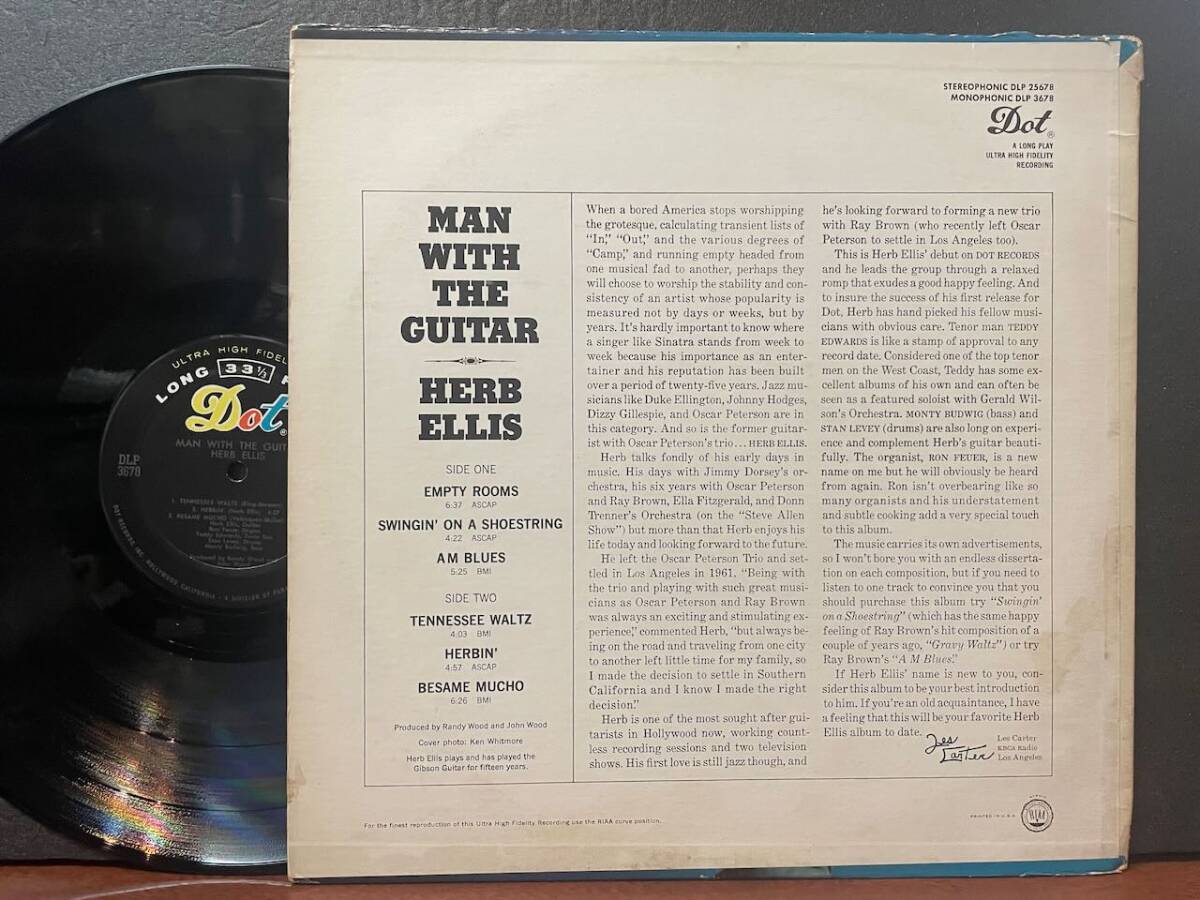 STEREOPHONIC DLP 25678
MONOPHONIC DLP 3678
Dot®
A LONG PLAY
ULTRA HIGH FIDELITY
RECORDING
MAN
WITH
THE
GUITAR
HERB
ELLIS
SIDE ONE
EMPTY ROOMS
6:37 ASCAP
SWINGIN' ON A SHOESTRING
4:22 ASCAP
A M BLUES
5:25 BMI
SIDE TWO
TENNESSEE WALTZ
4:03 BMI
HERBIN'
4:57 ASCAP
BESAME MUCHO
6:26 BMI
Produced by Randy Wood and John Wood
Cover photo: Ken Whitmore
Herb Ellis plays and has played the
Gibson Guitar for fifteen years.
When a bored America stops worshipping
the grotesque, calculating transient lists of
“In,” “Out,” and the various degrees of
“Camp,” and running empty headed from
one musical fad to another, perhaps they
will choose to worship the stability and con-
sistency of an artist whose popularity is
measured not by days or weeks, but by
years. It's hardly important to know where
a singer like Sinatra stands from week to
week because his importance as an enter-
tainer and his reputation has been built
over a period of twenty-five years. Jazz mu-
sicians like Duke Ellington, Johnny Hodges,
Dizzy Gillespie, and Oscar Peterson are in
this category. And so is the former guitar-
ist with Oscar Peterson's trio... HERB ELLIS.
Herb talks fondly of his early days in
music. His days with Jimmy Dorsey's or-
chestra, his six years with Oscar Peterson
and Ray Brown, Ella Fitzgerald, and Donn
Trenner's Orchestra (on the “Steve Allen
Show”) but more than that Herb enjoys his
life today and looking forward to the future.
He left the Oscar Peterson Trio and set-
tled in Los Angeles in 1961. “Being with
the trio and playing with such great musi-
cians as Oscar Peterson and Ray Brown
was always an exciting and stimulating ex-
perience,” commented Herb, “but always be-
ing on the road and traveling from one city
to another left little time for my family, so
I made the decision to settle in Southern
California and I know I made the right
decision.”
Herb is one of the most sought after gui-
tarists in Hollywood now, working count-
less recording sessions and two television
shows. His first love is still jazz though, and
he's looking forward to forming a new trio
with Ray Brown (who recently left Oscar
Peterson to settle in Los Angeles too).
This is Herb Ellis' debut on DOT RECORDS
and he leads the group through a relaxed
romp that exudes a good happy feeling. And
to insure the success of his first release for
Dot, Herb has hand picked his fellow musi-
cians with obvious care. Tenor man TEDDY
EDWARDS is like a stamp of approval to any
record date. Considered one of the top tenor
men on the West Coast, Teddy has some ex-
cellent albums of his own and can often be
seen as a featured soloist with Gerald Wil-
son's Orchestra. MONTY BUDWIG (bass) and
STAN LEVEY (drums) are also long on experi-
ence and complement Herb's guitar beauti-
fully. The organist, RON FEUER, is a new
name on me but he will obviously be heard
from again. Ron isn't overbearing like so
many organists and his understatement
and subtle cooking add a very special touch
to this album.
The music carries its own advertisements,
so I won't bore you with an endless disserta-
tion on each composition, but if you need to
listen to one track to convince you that you
should purchase this album try “Swingin'
on a Shoestring” (which has the same happy
feeling of Ray Brown's hit composition of a
couple of years ago, “Gravy Waltz”) or try
Ray Brown's “A M Blues.”
If Herb Ellis' name is new to you, con-
sider this album to be your best introduction
to him. If you're an old acquaintance, I have
a feeling that this will be your favorite Herb
Ellis album to date.
Les Carter
Les Carter
KBCA Radio
Los Angeles
For the finest reproduction of this Ultra High Fidelity Recording use the RIAA curve position.
PRINTED IN U.S.A.
RIAA
ULTRA HIGH FIDEL
LONG 33⅓ P
Dot®
MAN WITH THE GUIT
HERB ELLIS
DLP
3678
1. TENNESSEE WALTZ
2. HERBIN' (Herb Ellis) 4:57
3. BESAME MUCHO
Herb Ellis, Guitar
Teddy Edwards, Tenor Sax
Monty Budwig, Bass